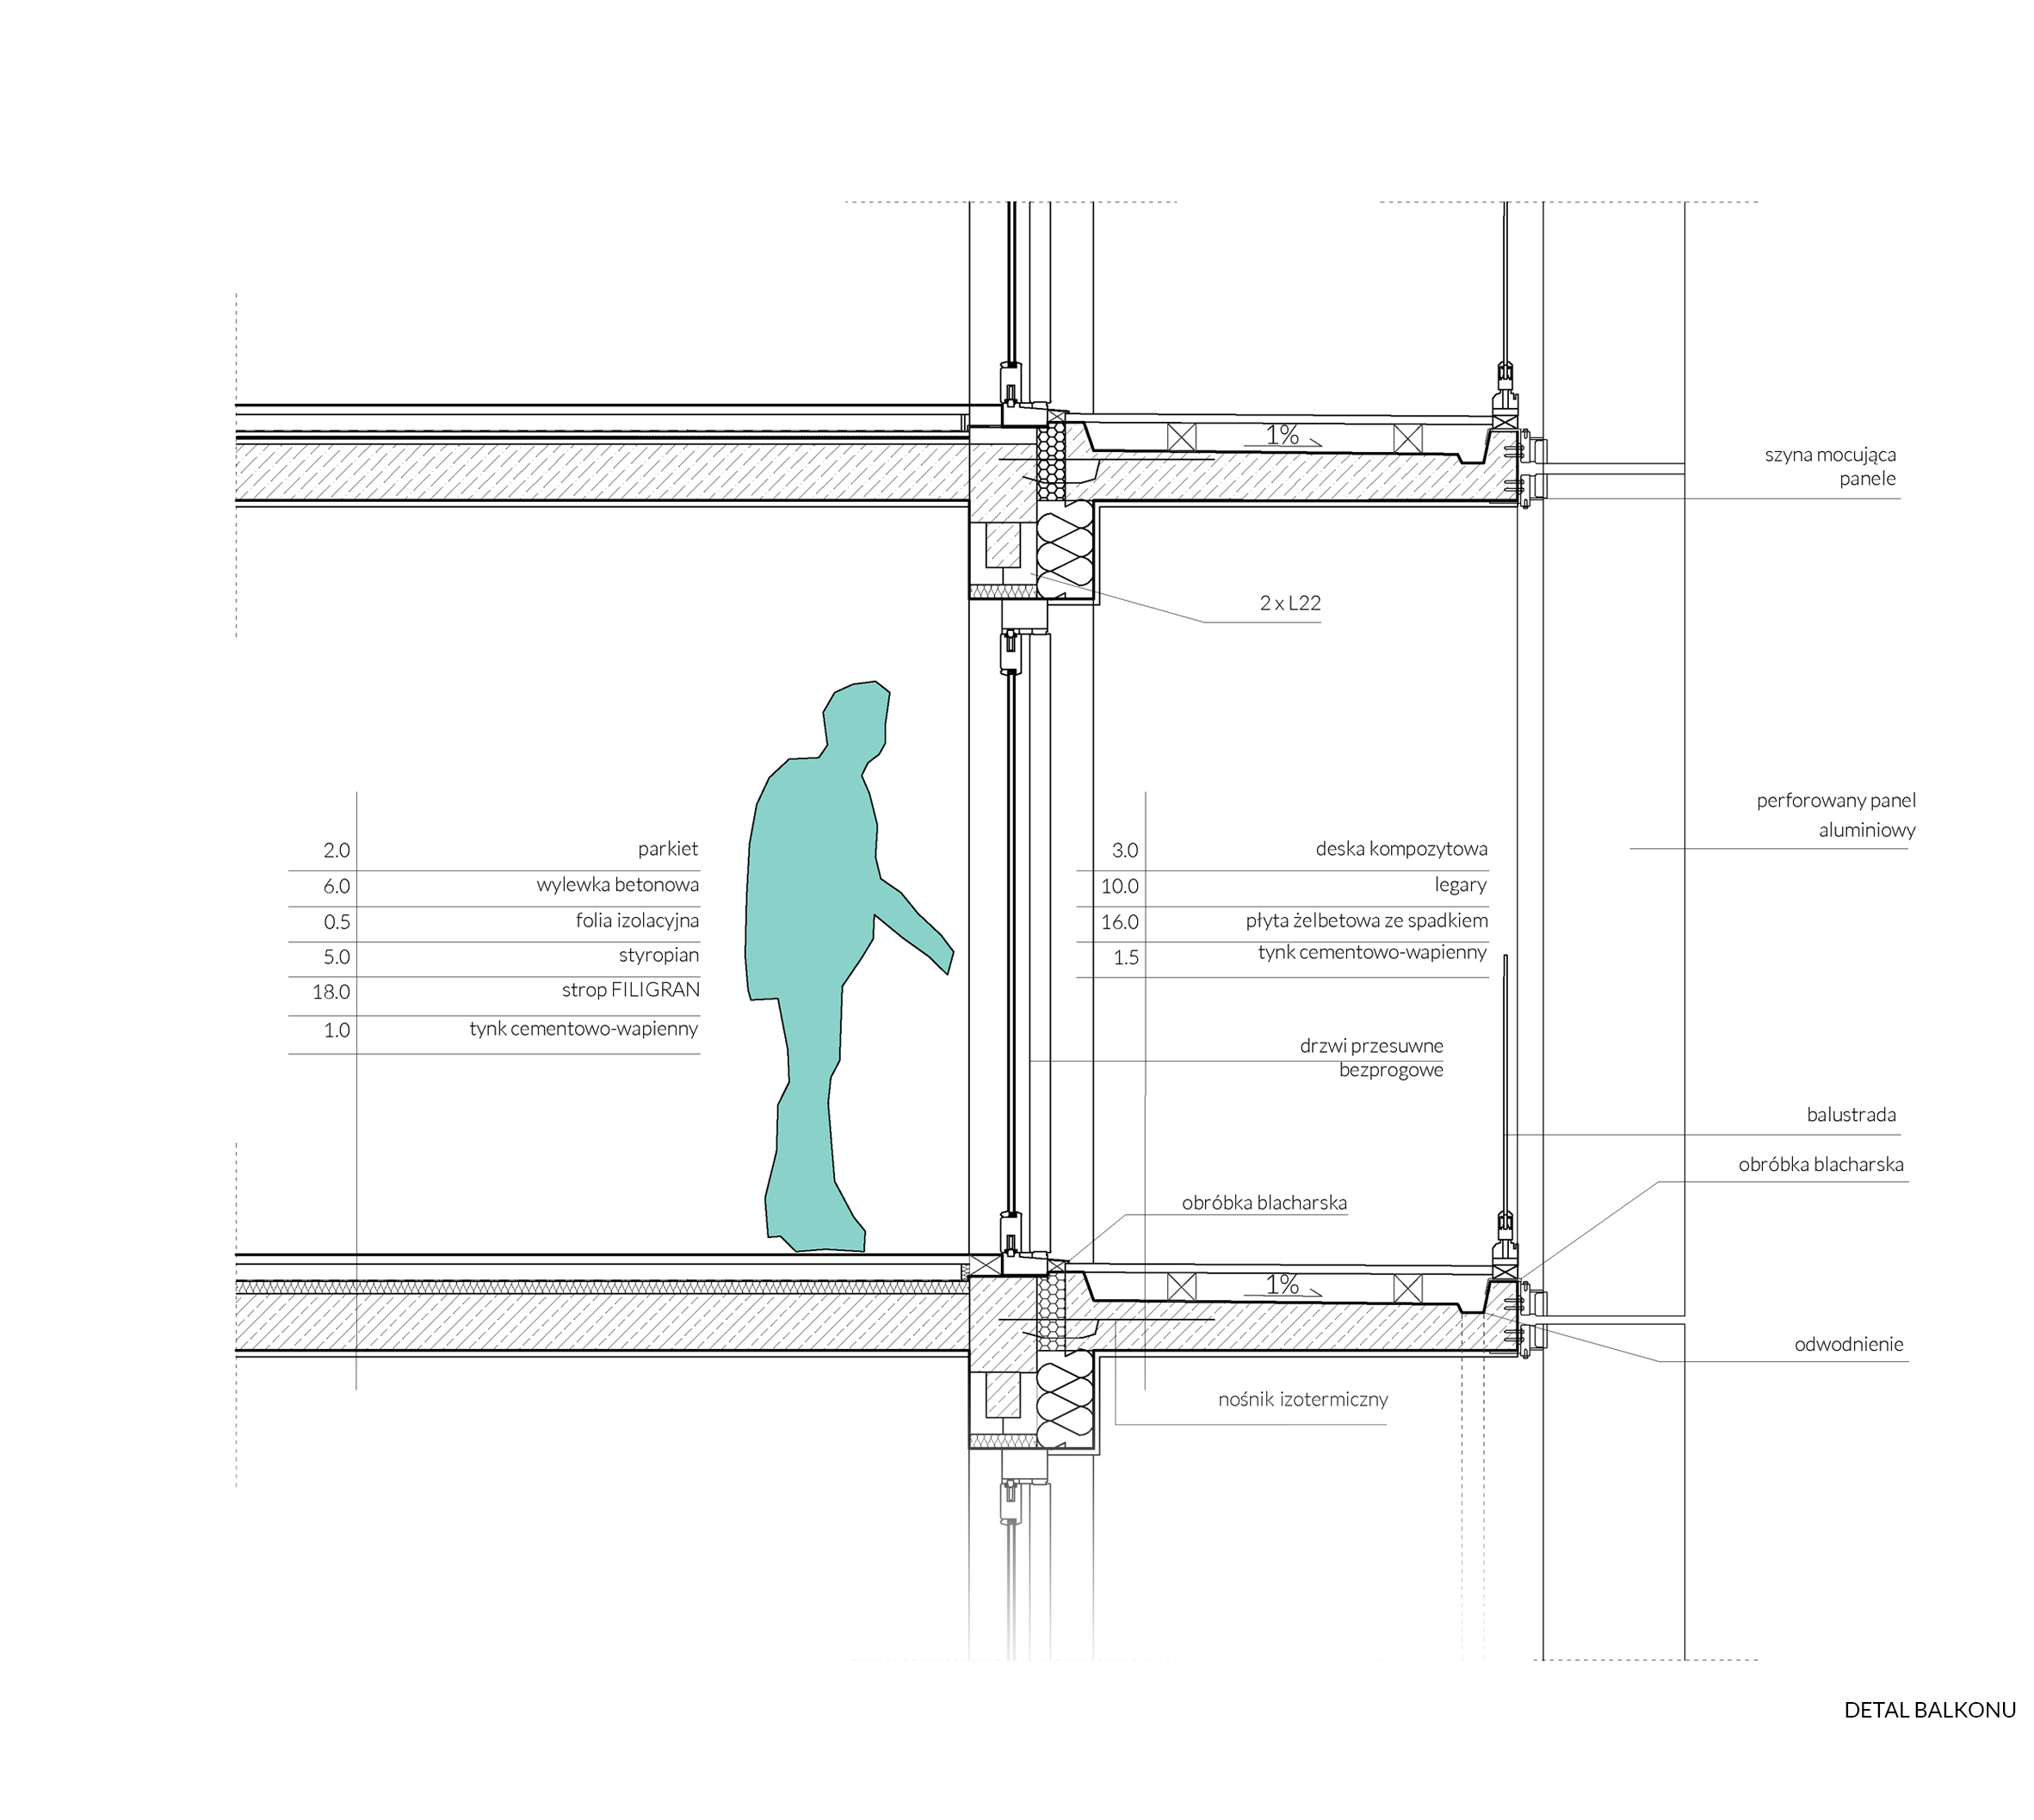 1%
szyna mocująca
panele
2 x L22
perforowany panel
aluminiowy
2.0 parkiet
6.0 wylewka betonowa
0.5 folia izolacyjna
5.0 styropian
18.0 strop FILIGRAN
1.0 tynk cementowo-wapienny
3.0 deska kompozytowa
10.0 legary
16.0 płyta żelbetowa ze spadkiem
1.5 tynk cementowo-wapienny
drzwi przesuwne
bezprogowe
balustrada
obróbka blacharska
obróbka blacharska
1%
odwodnienie
nośnik izotermiczny
DETAL BALKONU